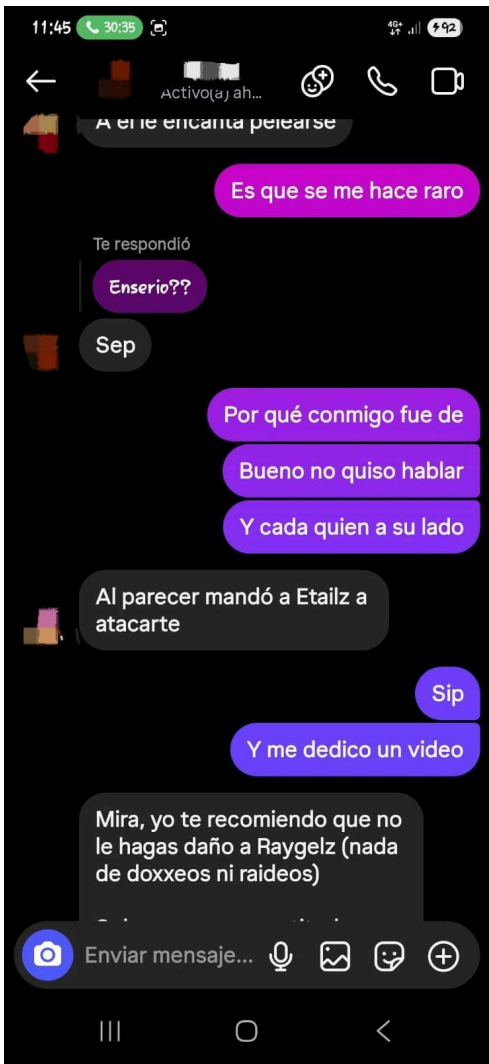 11:45 30:35 4G+ 92
Activo(a) ah...
A él le encanta pelearse
Es que se me hace raro
Te respondió
Enserio??
Sep
Por qué conmigo fue de
Bueno no quiso hablar
Y cada quien a su lado
Al parecer mandó a Etailz a
atacarte
Sip
Y me dedico un video
Mira, yo te recomiendo que no
le hagas daño a Raygelz (nada
de doxxeos ni raideos)
Enviar mensaje...